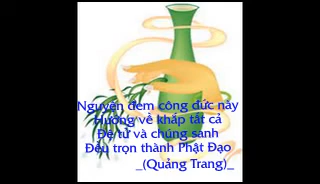 Nguyện đem công đức này
Hướng về khắp tất cả
Đệ tử và chúng sanh
Đều trọn thành Phật Đạo
_(Quảng Trang)_